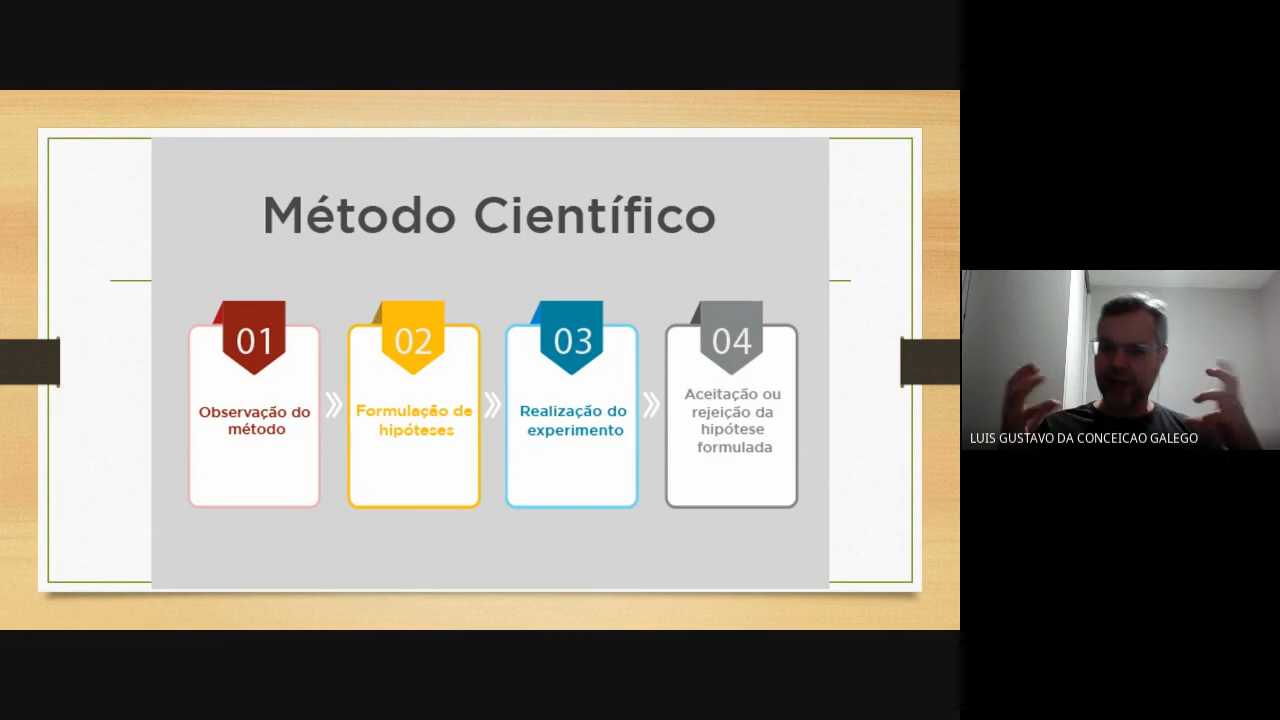 Método Científico
01
Observação do
método
02
Formulação de
hipóteses
03
Realização do
experimento
04
Aceitação ou
rejeição da
hipótese
formulada
LUIS GUSTAVO DA CONCEICAO GALEGO